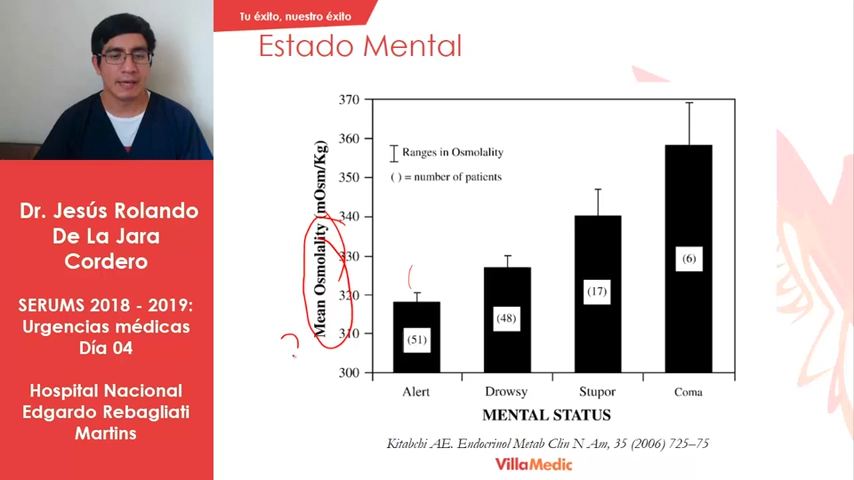 Tu éxito, nuestro éxito
Estado Mental
Dr. Jesús Rolando
De La Jara
Cordero
SERUMS 2018 - 2019:
Urgencias médicas
Día 04
Hospital Nacional
Edgardo Rebagliati
Martins
Mean Osmolality (mOsm/Kg)
370
360
350
340
330
320
310
300
Ranges in Osmolality
( ) = number of patients
(51)
(48)
(17)
(6)
Alert
Drowsy
Stupor
Coma
MENTAL STATUS
Kitabchi AE. Endocrinol Metab Clin N Am, 35 (2006) 725–75
VillaMedic
?